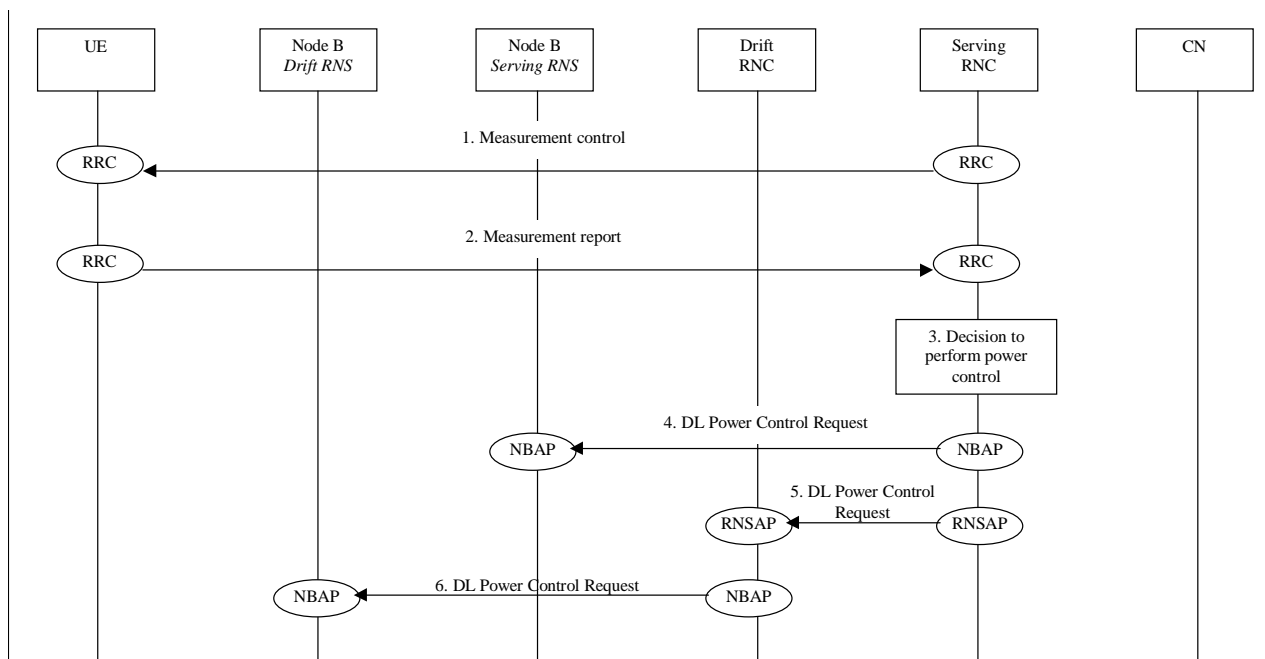 UE
Node B
Drift RNS
Node B
Serving RNS
Drift
RNC
Serving
RNC
CN
1. Measurement control
RRC
RRC
2. Measurement report
RRC
RRC
3. Decision to
perform power
control
4. DL Power Control Request
NBAP
NBAP
5. DL Power Control
Request
RNSAP
RNSAP
6. DL Power Control Request
NBAP
NBAP